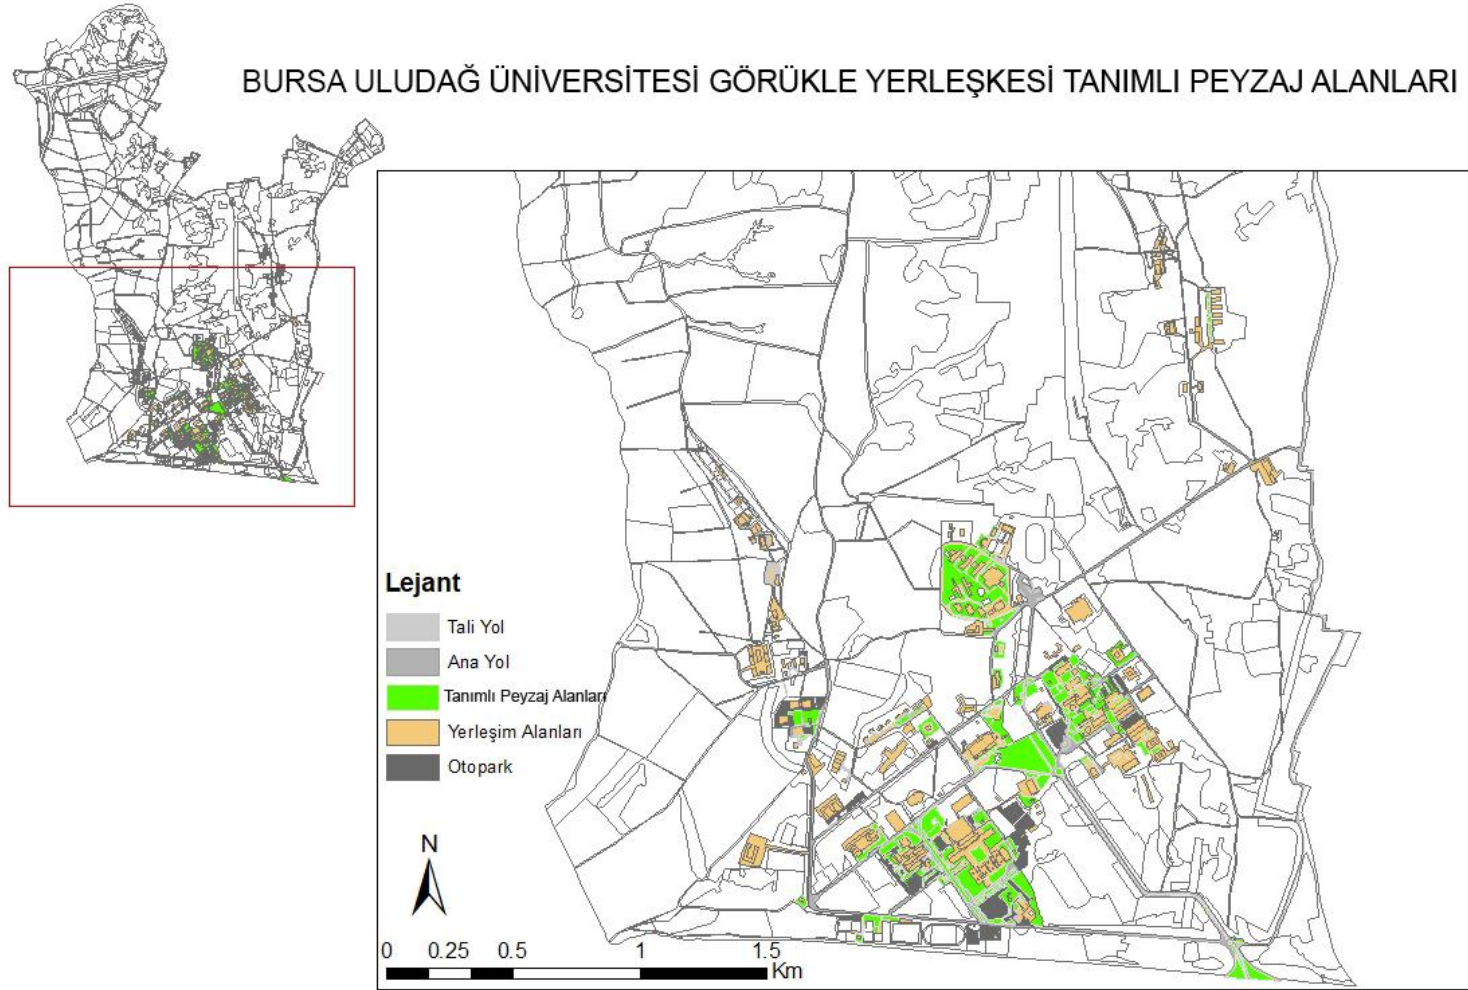 BURSA ULUDAĞ ÜNİVERSİTESİ GÖRÜKLE YERLEŞKESİ TANIMLI PEYZAJ ALANLARI
Lejant
Tali Yol
Ana Yol
Tanımlı Peyzaj Alanları
Yerleşim Alanları
Otopark
N
0 0.25 0.5 1 1.5
Km